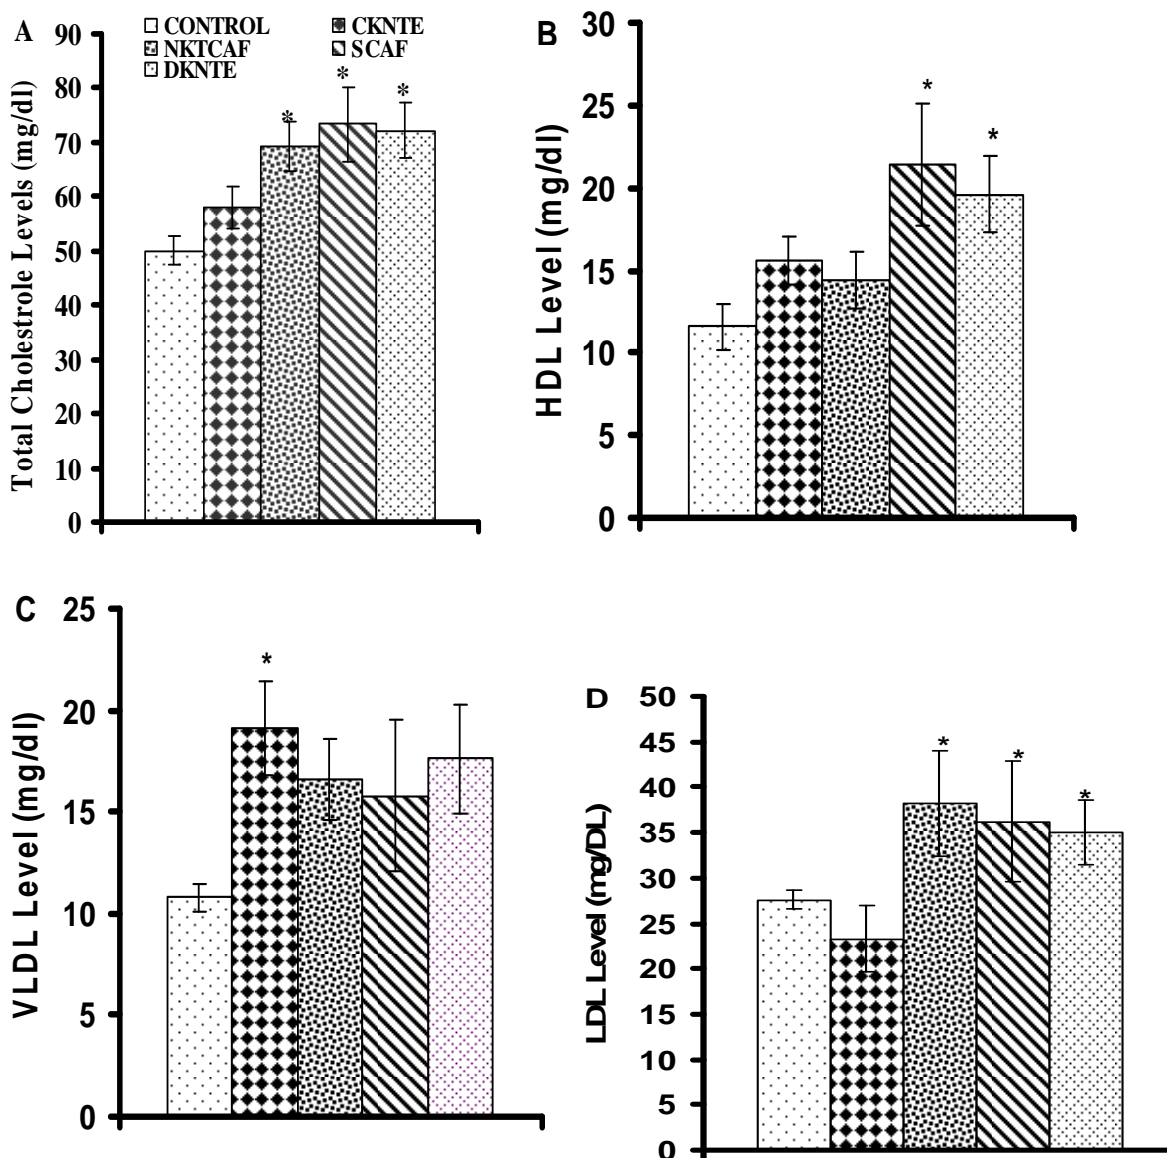 A
CONTROL CKNTE
NKTCAF SCAF
DKNTE
Total Cholestrole Levels (mg/dl)
90
80
70
60
50
40
30
20
10
0
* * *
B
HDL Level (mg/dl)
30
25
20
15
10
5
0
* *
C
VLDL Level (mg/dl)
25
20
15
10
5
0
*
D
LDL Level (mg/DL)
50
45
40
35
30
25
20
15
10
5
0
* * *